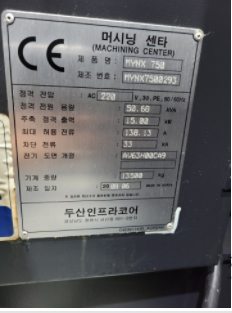 CE
머시닝 센타
(MACHINING CENTER)
제 품 명 : MVNX 750
제조 번호 : MVNX7500293
정격 전압 : AC 220 V, 3Ø, PE, 50/60Hz
정격 전원 용량 50.68 KVA
주축 정격 출력 15.00 kW
최대 허용 전류 138.13 A
차단 전류 33 kA
전기 도면 개정
기계 중량 13500 kg
제조 일자
두산인프라코어